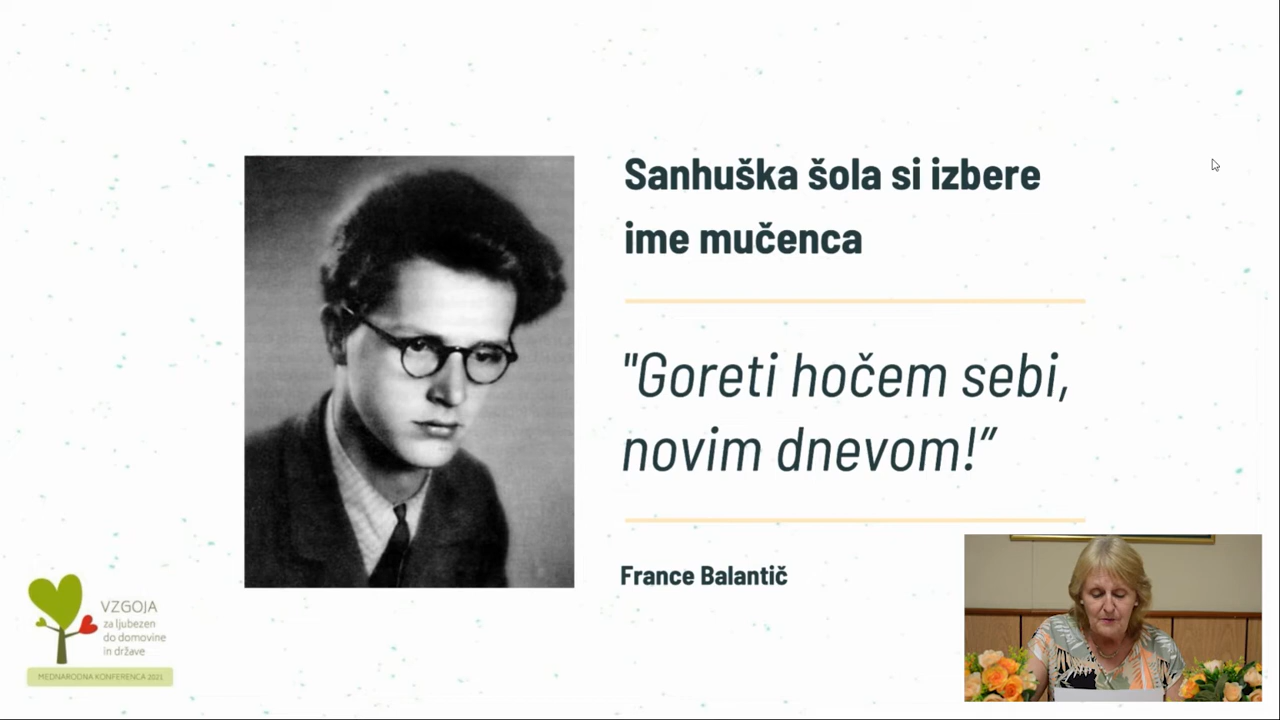 Sanhuška šola si izbere
ime mučenca
"Goreti hočem sebi,
novim dnevom!”
France Balantič
VZGOJA
za ljubezen
do domovine
in države
MEDNARODNA KONFERENCA 2021